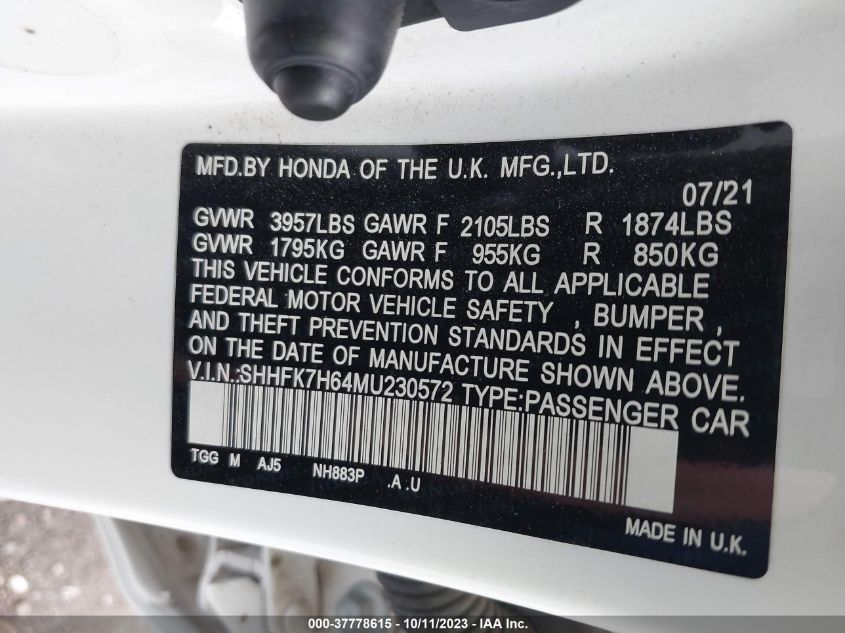 MFD.BY HONDA OF THE U.K. MFG.,LTD.
07/21
GVWR 3957LBS GAWR F 2105LBS R 1874LBS
GVWR 1795KG GAWR F 955KG R 850KG
THIS VEHICLE CONFORMS TO ALL APPLICABLE
FEDERAL MOTOR VEHICLE SAFETY , BUMPER ,
AND THEFT PREVENTION STANDARDS IN EFFECT
ON THE DATE OF MANUFACTURE SHOWN ABOVE.
V.I.N.:SHHFK7H64MU230572 TYPE:PASSENGER CAR
TGG M AJ5 NH883P .A .U
MADE IN U.K.
000-37778615 - 10/11/2023 - IAA Inc.